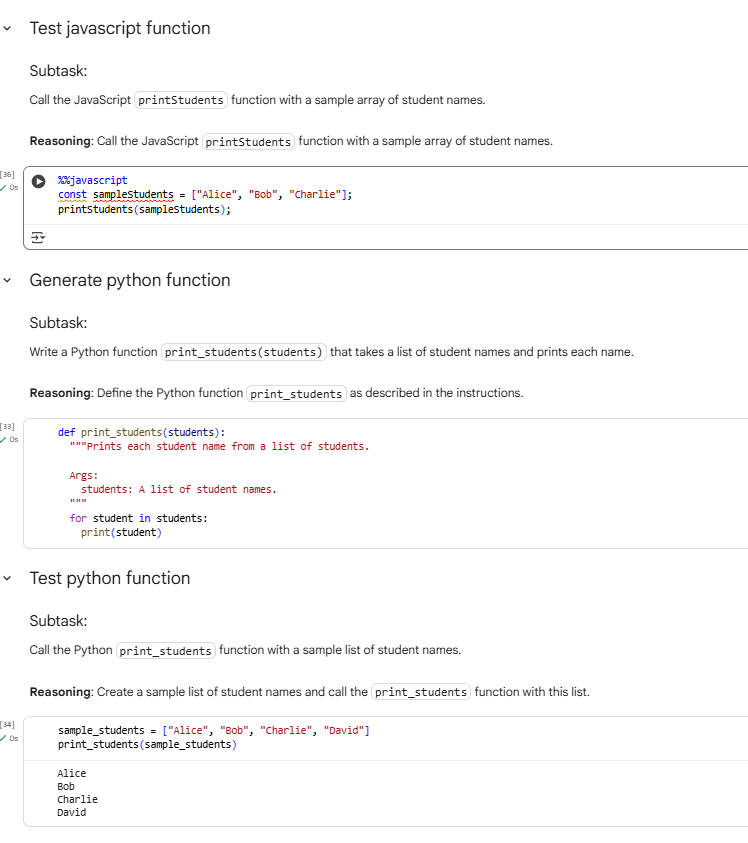 Test javascript function
Subtask:
Call the JavaScript printStudents function with a sample array of student names.
Reasoning: Call the JavaScript printStudents function with a sample array of student names.
[36]
0s
%%javascript
const sampleStudents = ["Alice", "Bob", "Charlie"];
printStudents(sampleStudents);
Generate python function
Subtask:
Write a Python function print_students(students) that takes a list of student names and prints each name.
Reasoning: Define the Python function print_students as described in the instructions.
[33]
0s
def print_students(students):
"""Prints each student name from a list of students.
Args:
students: A list of student names.
"""
for student in students:
print(student)
Test python function
Subtask:
Call the Python print_students function with a sample list of student names.
Reasoning: Create a sample list of student names and call the print_students function with this list.
[34]
0s
sample_students = ["Alice", "Bob", "Charlie", "David"]
print_students(sample_students)
Alice
Bob
Charlie
David